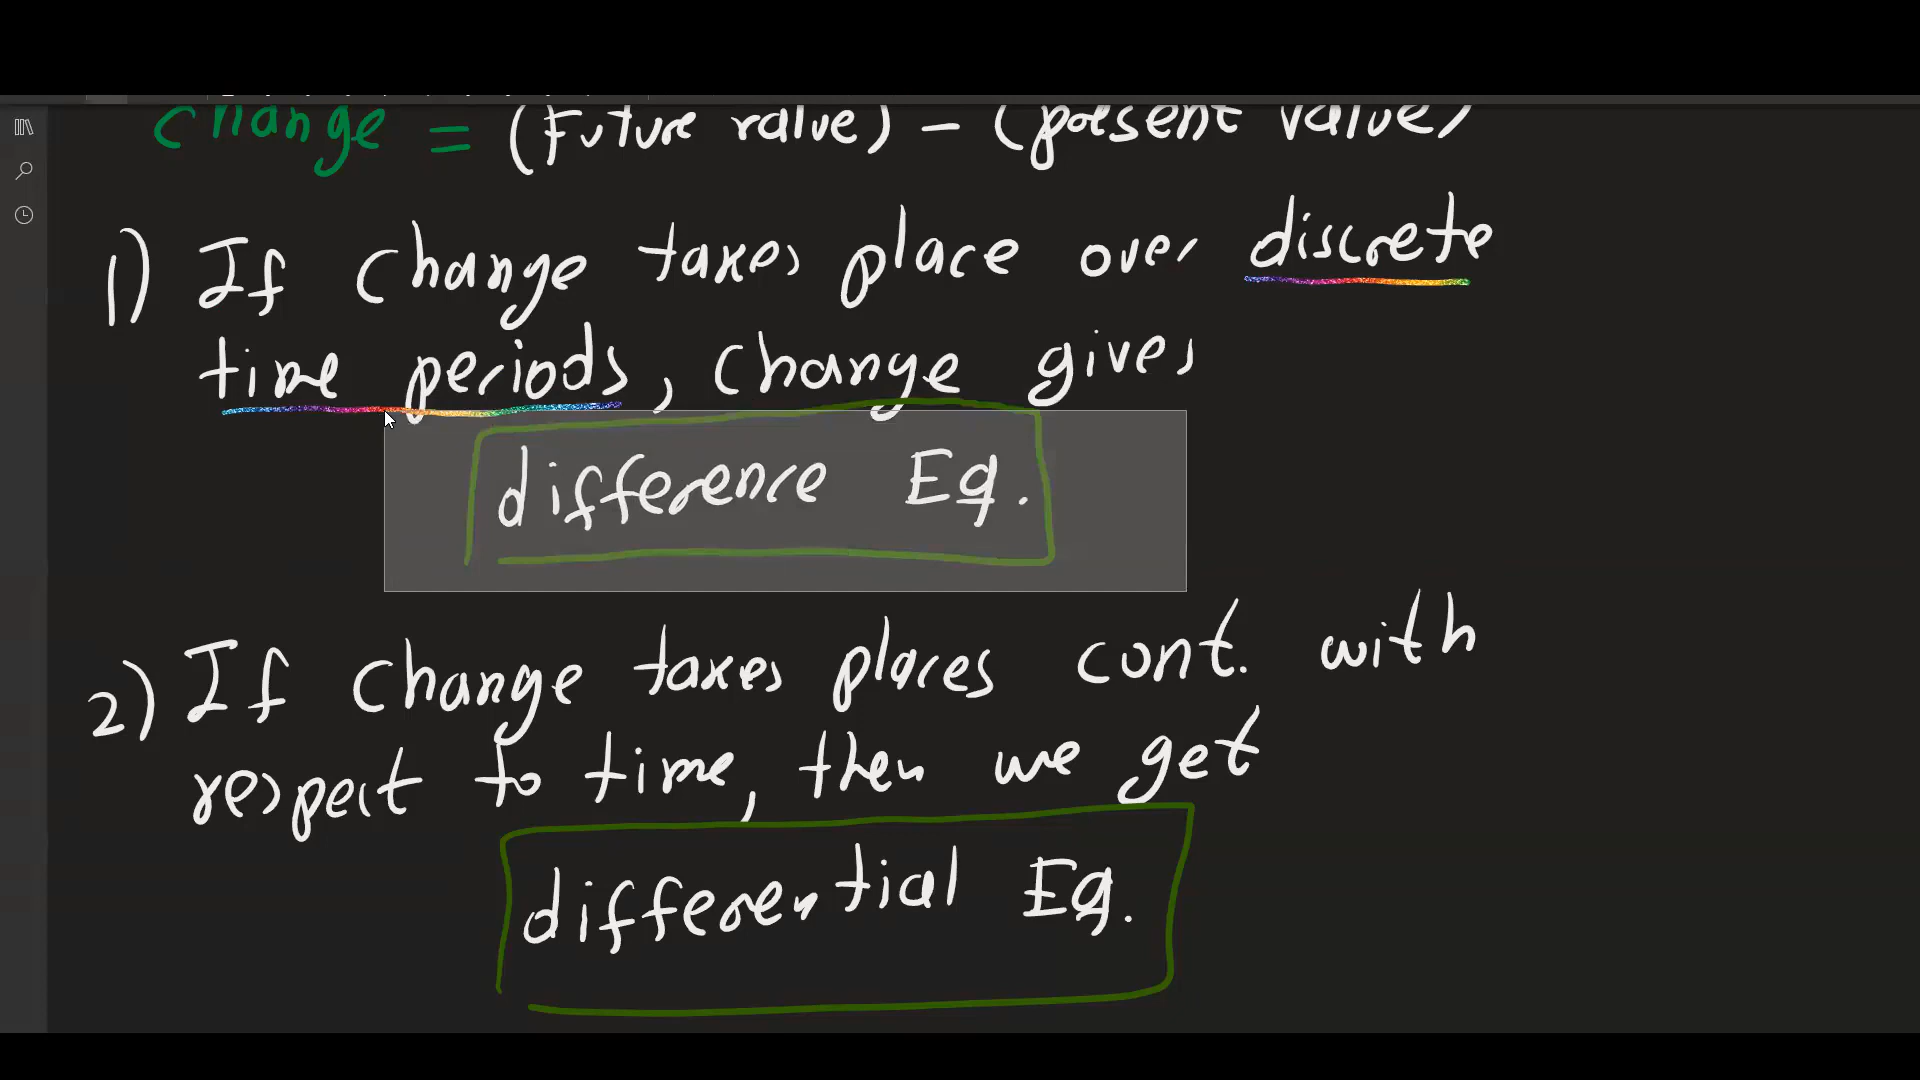 change = (Future value) - (present value)
1) If change takes place over discrete
time periods, change gives
difference Eq.
2) If change takes places cont. with
respect to time, then we get
differential Eq.